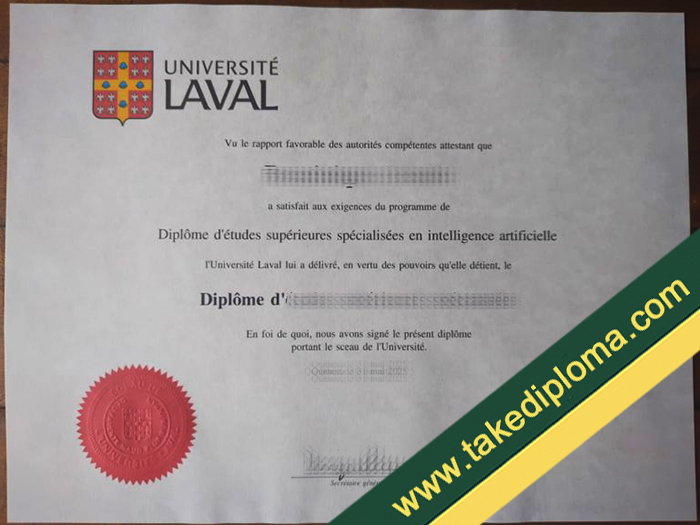 UNIVERSITÉ
LAVAL
Vu le rapport favorable des autorités compétentes attestant que
a satisfait aux exigences du programme de
Diplôme d'études supérieures spécialisées en intelligence artificielle
l'Université Laval lui a délivré, en vertu des pouvoirs qu'elle détient, le
Diplôme d'
En foi de quoi, nous avons signé le présent diplôme
portant le sceau de l'Université.
Secrétaire
www.takediploma.com